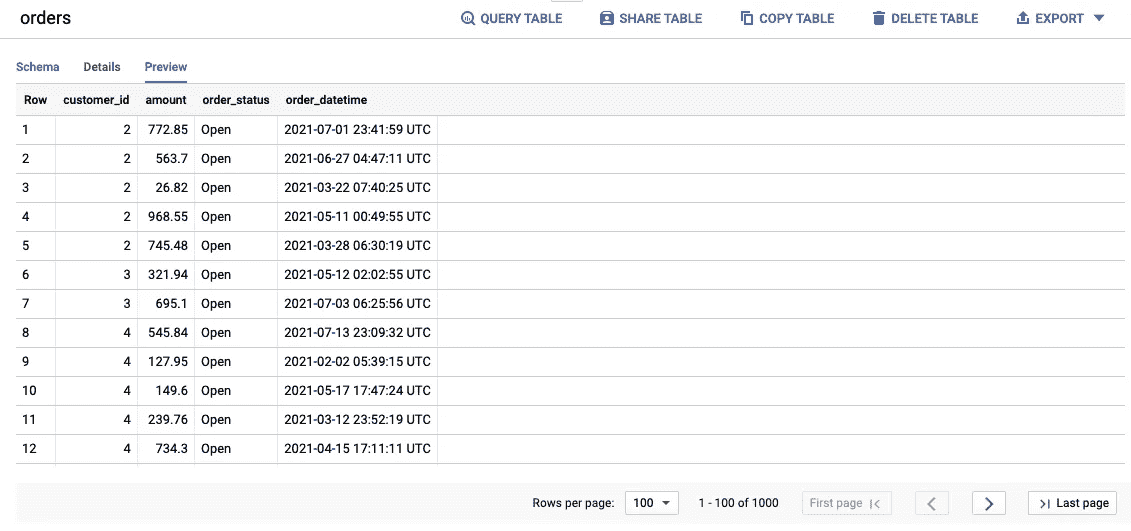 orders QUERY TABLE SHARE TABLE COPY TABLE DELETE TABLE EXPORT
Schema Details Preview
Row customer_id amount order_status order_datetime
1 2 772.85 Open 2021-07-01 23:41:59 UTC
2 2 563.7 Open 2021-06-27 04:47:11 UTC
3 2 26.82 Open 2021-03-22 07:40:25 UTC
4 2 968.55 Open 2021-05-11 00:49:55 UTC
5 2 745.48 Open 2021-03-28 06:30:19 UTC
6 3 321.94 Open 2021-05-12 02:02:55 UTC
7 3 695.1 Open 2021-07-03 06:25:56 UTC
8 4 545.84 Open 2021-07-13 23:09:32 UTC
9 4 127.95 Open 2021-02-02 05:39:15 UTC
10 4 149.6 Open 2021-05-17 17:47:24 UTC
11 4 239.76 Open 2021-03-12 23:52:19 UTC
12 4 734.3 Open 2021-04-15 17:11:11 UTC
Rows per page: 100 1 - 100 of 1000 First page Last page